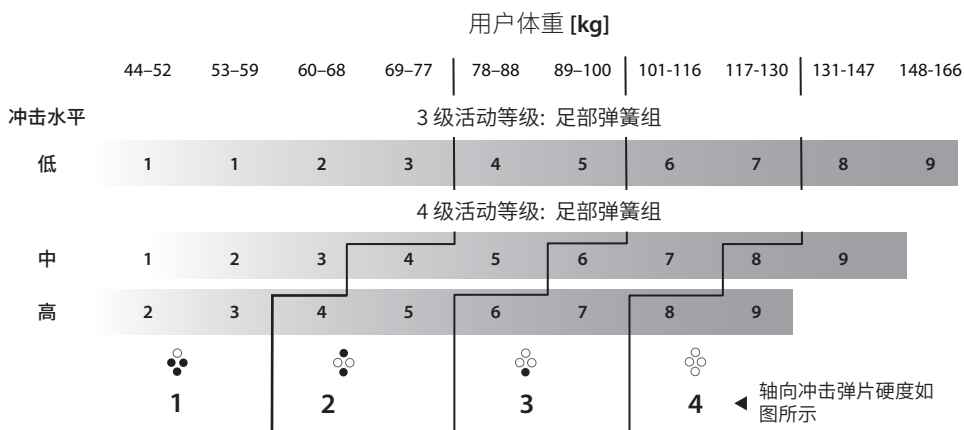 用户体重 [kg]
44–52 53–59 60–68 69–77 78–88 89–100 101-116 117-130 131-147 148-166
冲击水平 3 级活动等级: 足部弹簧组
低 1 1 2 3 4 5 6 7 8 9
4 级活动等级: 足部弹簧组
中 1 2 3 4 5 6 7 8 9
高 2 3 4 5 6 7 8 9
1 2 3 4 ◄ 轴向冲击弹片硬度如
图所示